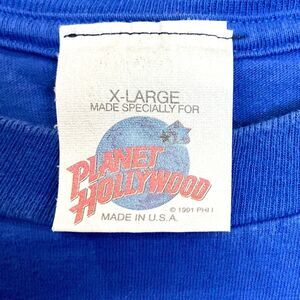 X-LARGE
MADE SPECIALLY FOR
PLANET
HOLLYWOOD
© 1991 PHI I
MADE IN U.S.A.